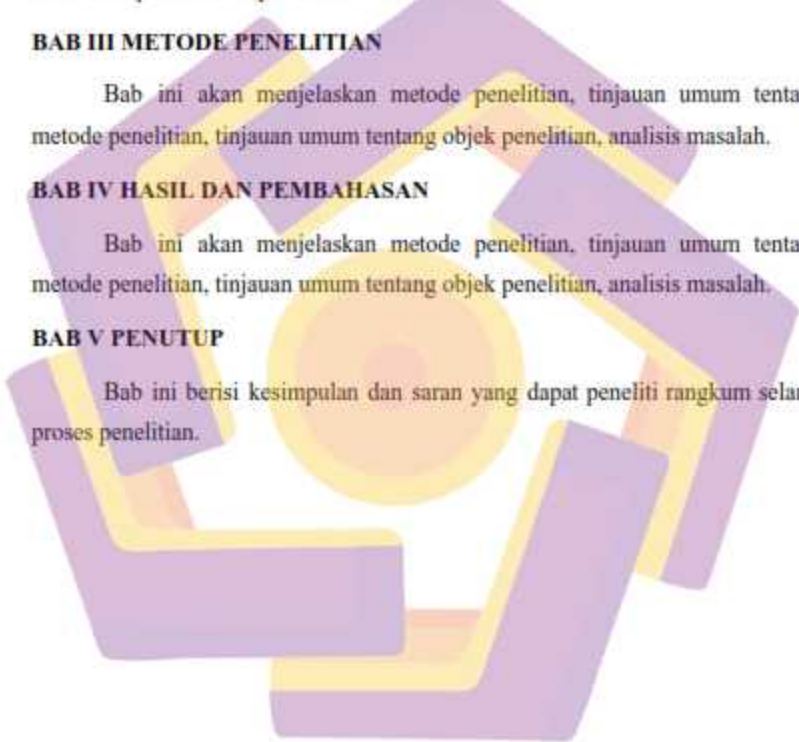 BAB III METODE PENELITIAN
Bab ini akan menjelaskan metode penelitian, tinjauan umum tenta
metode penelitian, tinjauan umum tentang objek penelitian, analisis masalah.
BAB IV HASIL DAN PEMBAHASAN
Bab ini akan menjelaskan metode penelitian, tinjauan umum tenta
metode penelitian, tinjauan umum tentang objek penelitian, analisis masalah.
BAB V PENUTUP
Bab ini berisi kesimpulan dan saran yang dapat peneliti rangkum selar
proses penelitian.